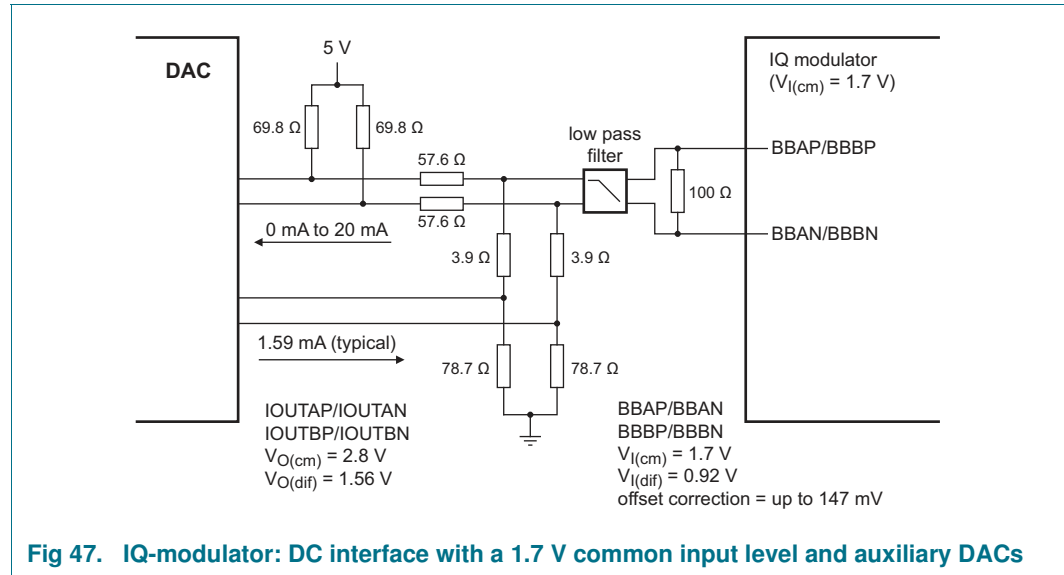 5 V
DAC
IQ modulator
(VI(cm) = 1.7 V)
69.8 Ω
69.8 Ω
low pass
filter
57.6 Ω
BBAP/BBBP
100 Ω
57.6 Ω
0 mA to 20 mA
BBAN/BBBN
3.9 Ω
3.9 Ω
1.59 mA (typical)
78.7 Ω
78.7 Ω
IOUTAP/IOUTAN
IOUTBP/IOUTBN
VO(cm) = 2.8 V
VO(dif) = 1.56 V
BBAP/BBAN
BBBP/BBBN
VI(cm) = 1.7 V
VI(dif) = 0.92 V
offset correction = up to 147 mV
Fig 47. IQ-modulator: DC interface with a 1.7 V common input level and auxiliary DACs